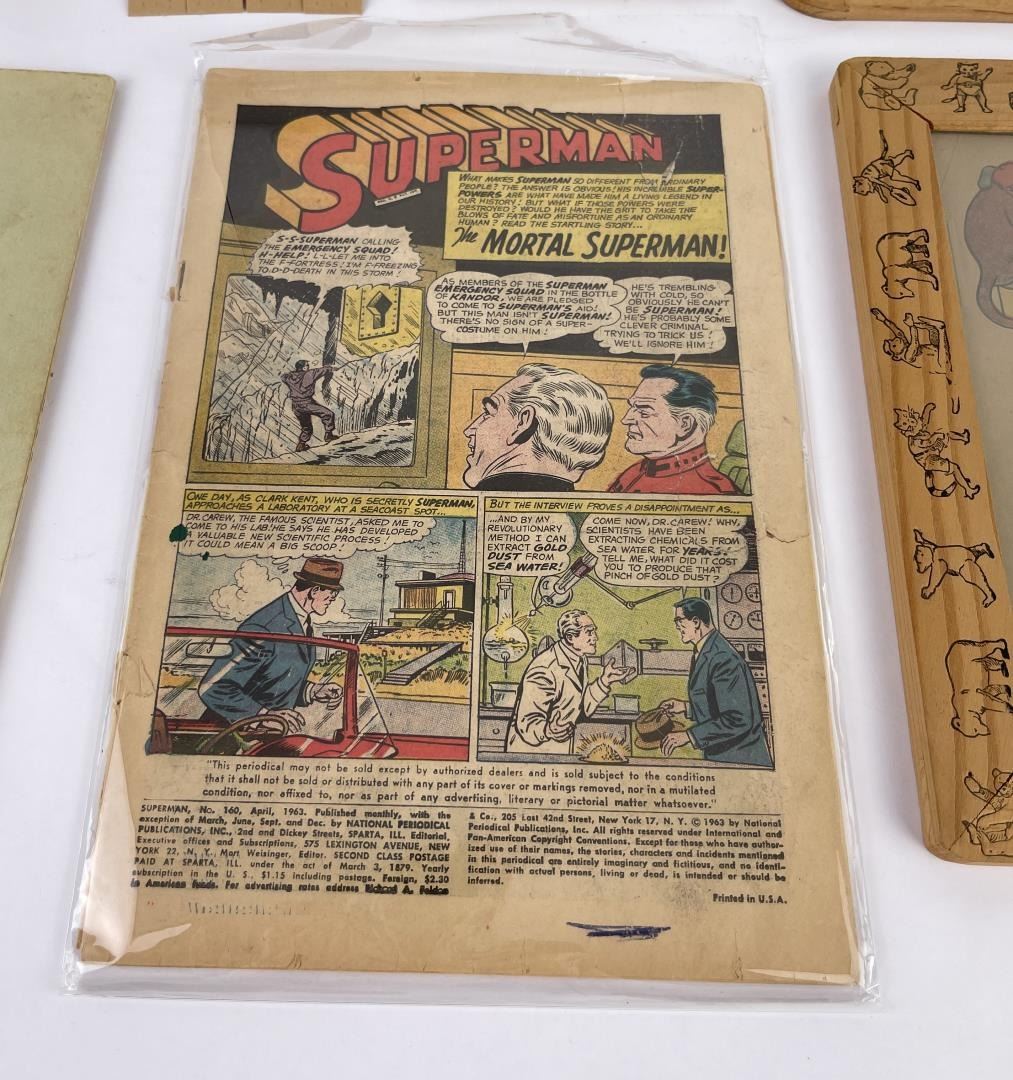 SUPERMAN
WHAT MAKES SUPERMAN SO DIFFERENT FROM ORDINARY
PEOPLE? THE ANSWER IS OBVIOUS! HIS INCREDIBLE SUPER-
POWERS ARE WHAT HAVE MADE HIM A LIVING LEGEND IN
OUR HISTORY! BUT WHAT IF THOSE POWERS WERE
DESTROYED? WOULD HE HAVE THE GRIT TO TAKE THE
BLOWS OF FATE AND MISFORTUNE AS AN ORDINARY
HUMAN? READ THE STARTLING STORY...
The MORTAL SUPERMAN!
S-S-SUPERMAN CALLING
THE EMERGENCY SQUAD!
H-HELP! L-L-LET ME INTO
THE F-FORTRESS! I'M F-FREEZING
TO D-D-DEATH IN THIS STORM!
AS MEMBERS OF THE SUPERMAN
EMERGENCY SQUAD IN THE BOTTLE
OF KANDOR, WE ARE PLEDGED
TO COME TO SUPERMAN'S AID!
BUT THIS MAN ISN'T SUPERMAN!
THERE'S NO SIGN OF A SUPER-
COSTUME ON HIM!
HE'S TREMBLING
WITH COLD, SO
OBVIOUSLY HE CAN'T
BE SUPERMAN!
HE'S PROBABLY SOME
CLEVER CRIMINAL
TRYING TO TRICK US!
WE'LL IGNORE HIM!
ONE DAY, AS CLARK KENT, WHO IS SECRETLY SUPERMAN,
APPROACHES A LABORATORY AT A SEACOAST SPOT...
DR. CAREW, THE FAMOUS SCIENTIST, ASKED ME TO
COME TO HIS LAB! HE SAYS HE HAS DEVELOPED
A VALUABLE NEW SCIENTIFIC PROCESS!
IT COULD MEAN A BIG SCOOP!
BUT THE INTERVIEW PROVES A DISAPPOINTMENT AS...
...AND BY MY
REVOLUTIONARY
METHOD I CAN
EXTRACT GOLD
DUST FROM
SEA WATER!
COME NOW, DR. CAREW! WHY,
SCIENTISTS HAVE BEEN
EXTRACTING CHEMICALS FROM
SEA WATER FOR YEARS!
TELL ME, WHAT DID IT COST
YOU TO PRODUCE THAT
PINCH OF GOLD DUST?
"This periodical may not be sold except by authorized dealers and is sold subject to the conditions
that it shall not be sold or distributed with any part of its cover or markings removed, nor in a mutilated
condition, nor affixed to, nor as part of any advertising, literary or pictorial matter whatsoever."
SUPERMAN, No. 160, April, 1963. Published monthly, with the
exception of March, June, Sept. and Dec. by NATIONAL PERIODICAL
PUBLICATIONS, INC., 2nd and Dickey Streets, SPARTA, ILL. Editorial,
Executive offices and Subscriptions, 575 LEXINGTON AVENUE, NEW
YORK 22, N. Y. Mort Weisinger, Editor. SECOND CLASS POSTAGE
PAID AT SPARTA, ILL. under the act of March 3, 1879. Yearly
subscription in the U. S., $1.15 including postage. Foreign, $2.30
in American funds. For advertising rates address Richard A. Feldon
& Co., 205 East 42nd Street, New York 17, N. Y. © 1963 by National
Periodical Publications, Inc. All rights reserved under International and
Pan-American Copyright Conventions. Except for those who have author-
ized use of their names, the stories, characters and incidents mentioned
in this periodical are entirely imaginary and fictitious, and no identi-
fication with actual persons, living or dead, is intended or should be
inferred.
Printed in U.S.A.